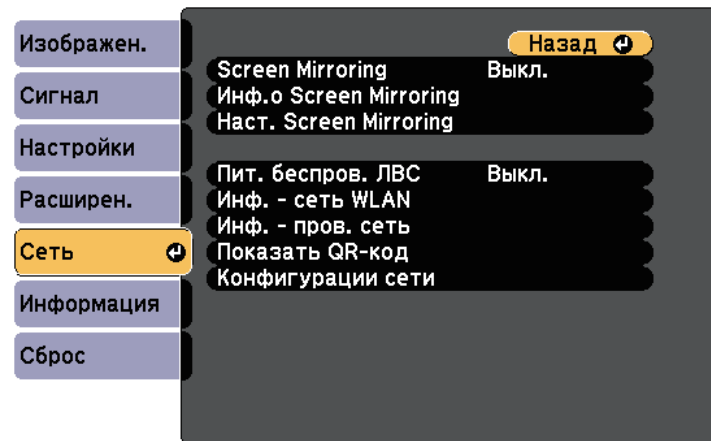 Изображен.
Сигнал
Настройки
Расширен.
Сеть
Информация
Сброс
Назад
Screen Mirroring Выкл.
Инф.о Screen Mirroring
Наст. Screen Mirroring
Пит. беспров. ЛВС Выкл.
Инф. - сеть WLAN
Инф. - пров. сеть
Показать QR-код
Конфигурации сети